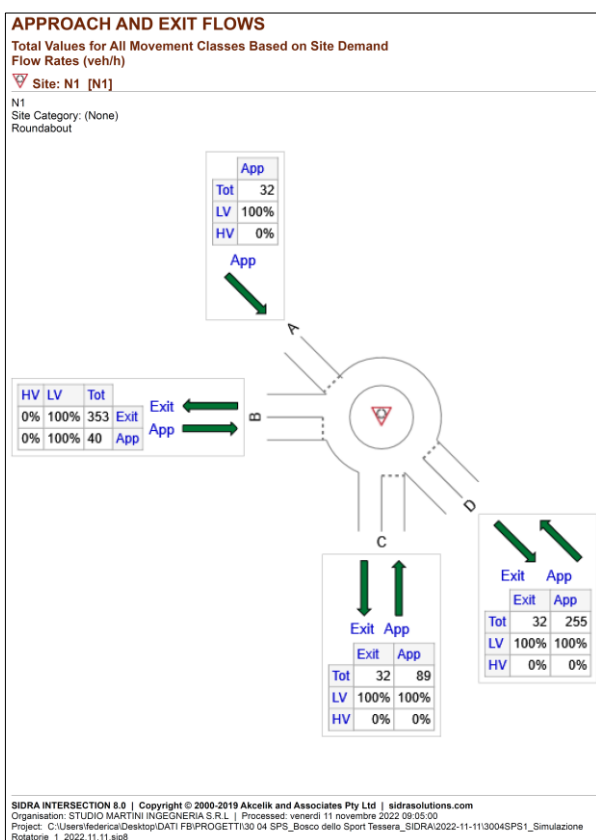 APPROACH AND EXIT FLOWS
Total Values for All Movement Classes Based on Site Demand
Flow Rates (veh/h)
Site: N1 [N1]
N1
Site Category: (None)
Roundabout
App
Tot 32
LV 100%
HV 0%
App
A
HV LV Tot
0% 100% 353 Exit
0% 100% 40 App
Exit
App
B
C
D
Exit App
Exit App
Tot 32 255
LV 100% 100%
HV 0% 0%
Exit App
Exit App
Tot 32 89
LV 100% 100%
HV 0% 0%
SIDRA INTERSECTION 8.0 | Copyright © 2000-2019 Akcelik and Associates Pty Ltd | sidrasolutions.com
Organisation: STUDIO MARTINI INGEGNERIA S.R.L | Processed: venerdì 11 novembre 2022 09:05:00
Project: C:\Users\federica\Desktop\DATI FB\PROGETTI\30 04 SPS_Bosco dello Sport Tessera_SIDRA\2022-11-11\3004SPS1_Simulazione
Rotatorie_1_2022.11.11.sip8